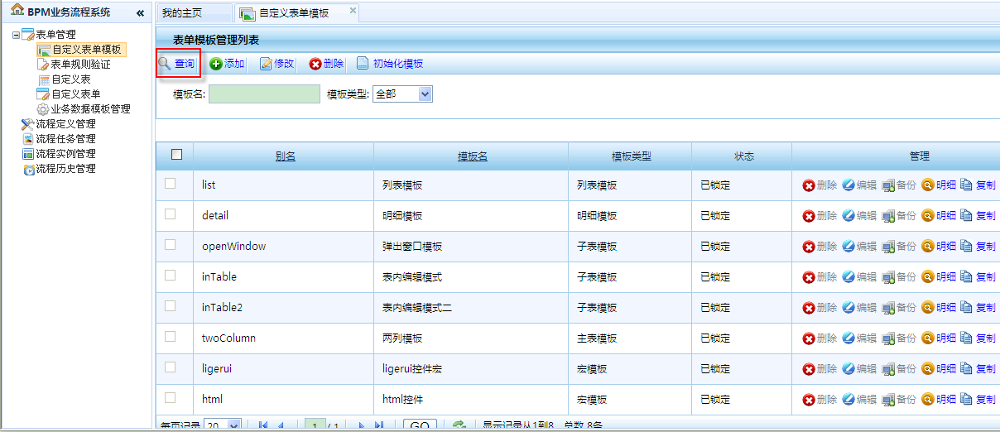 BPM业务流程系统 «
表单管理
自定义表单模板
表单规则验证
自定义表
自定义表单
业务数据模板管理
流程定义管理
流程任务管理
流程实例管理
流程历史管理
我的主页 自定义表单模板
表单模板管理列表
查询 添加 修改 删除 初始化模板
模板名: 模板类型: 全部
别名 模板名 模板类型 状态 管理
list 列表模板 列表模板 已锁定 删除 编辑 备份 明细 复制
detail 明细模板 明细模板 已锁定 删除 编辑 备份 明细 复制
openWindow 弹出窗口模板 子表模板 已锁定 删除 编辑 备份 明细 复制
inTable 表内编辑模式 子表模板 已锁定 删除 编辑 备份 明细 复制
inTable2 表内编辑模式二 子表模板 已锁定 删除 编辑 备份 明细 复制
twoColumn 两列模板 主表模板 已锁定 删除 编辑 备份 明细 复制
ligerui ligerui控件宏 宏模板 已锁定 删除 编辑 备份 明细 复制
html html控件 宏模板 已锁定 删除 编辑 备份 明细 复制
每页记录 20 1 / 1 GO 显示记录从1到8, 总数 8条